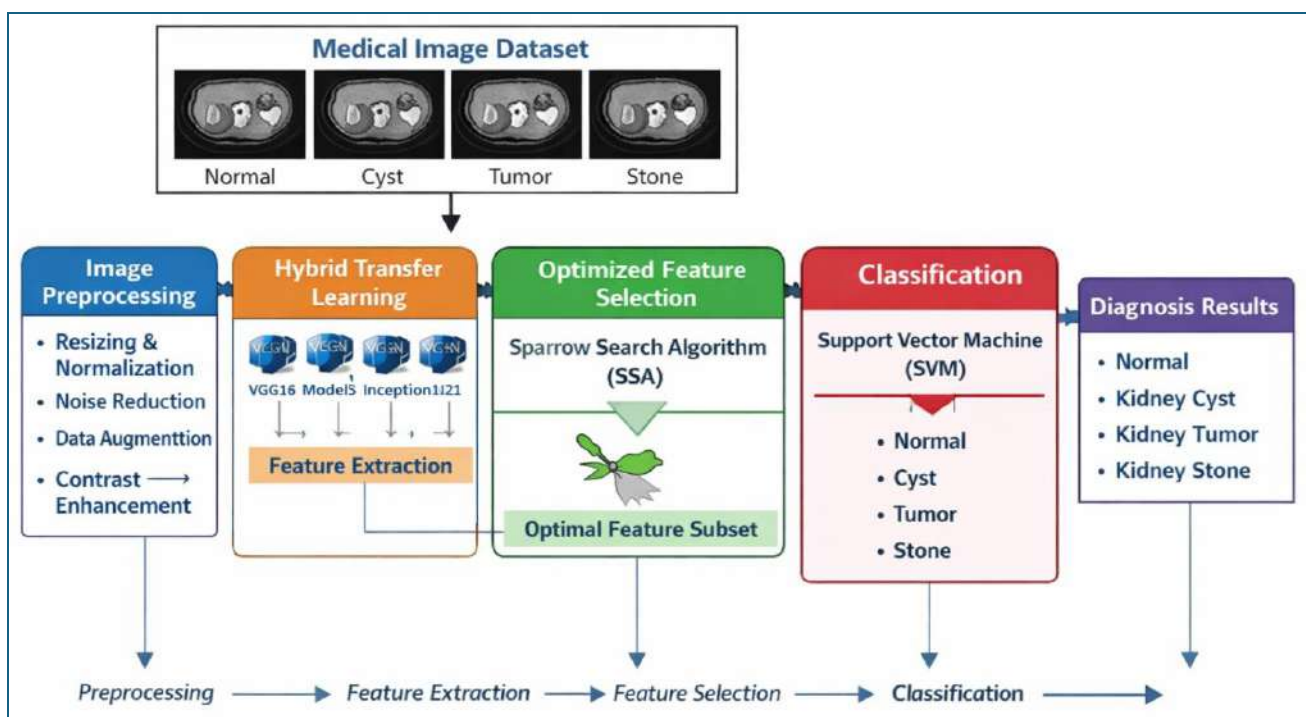 Medical Image Dataset
Normal
Cyst
Tumor
Stone
Image
Preprocessing
• Resizing &
Normalization
• Noise Reduction
• Data Augmenttion
• Contrast →
Enhancement
Hybrid Transfer
Learning
VGG16 Model5 Inception1I21
Feature Extraction
Optimized Feature
Selection
Sparrow Search Algorithm
(SSA)
Optimal Feature Subset
Classification
Support Vector Machine
(SVM)
• Normal
• Cyst
• Tumor
• Stone
Diagnosis Results
• Normal
• Kidney Cyst
• Kidney Tumor
• Kidney Stone
Preprocessing
Feature Extraction
Feature Selection
Classification